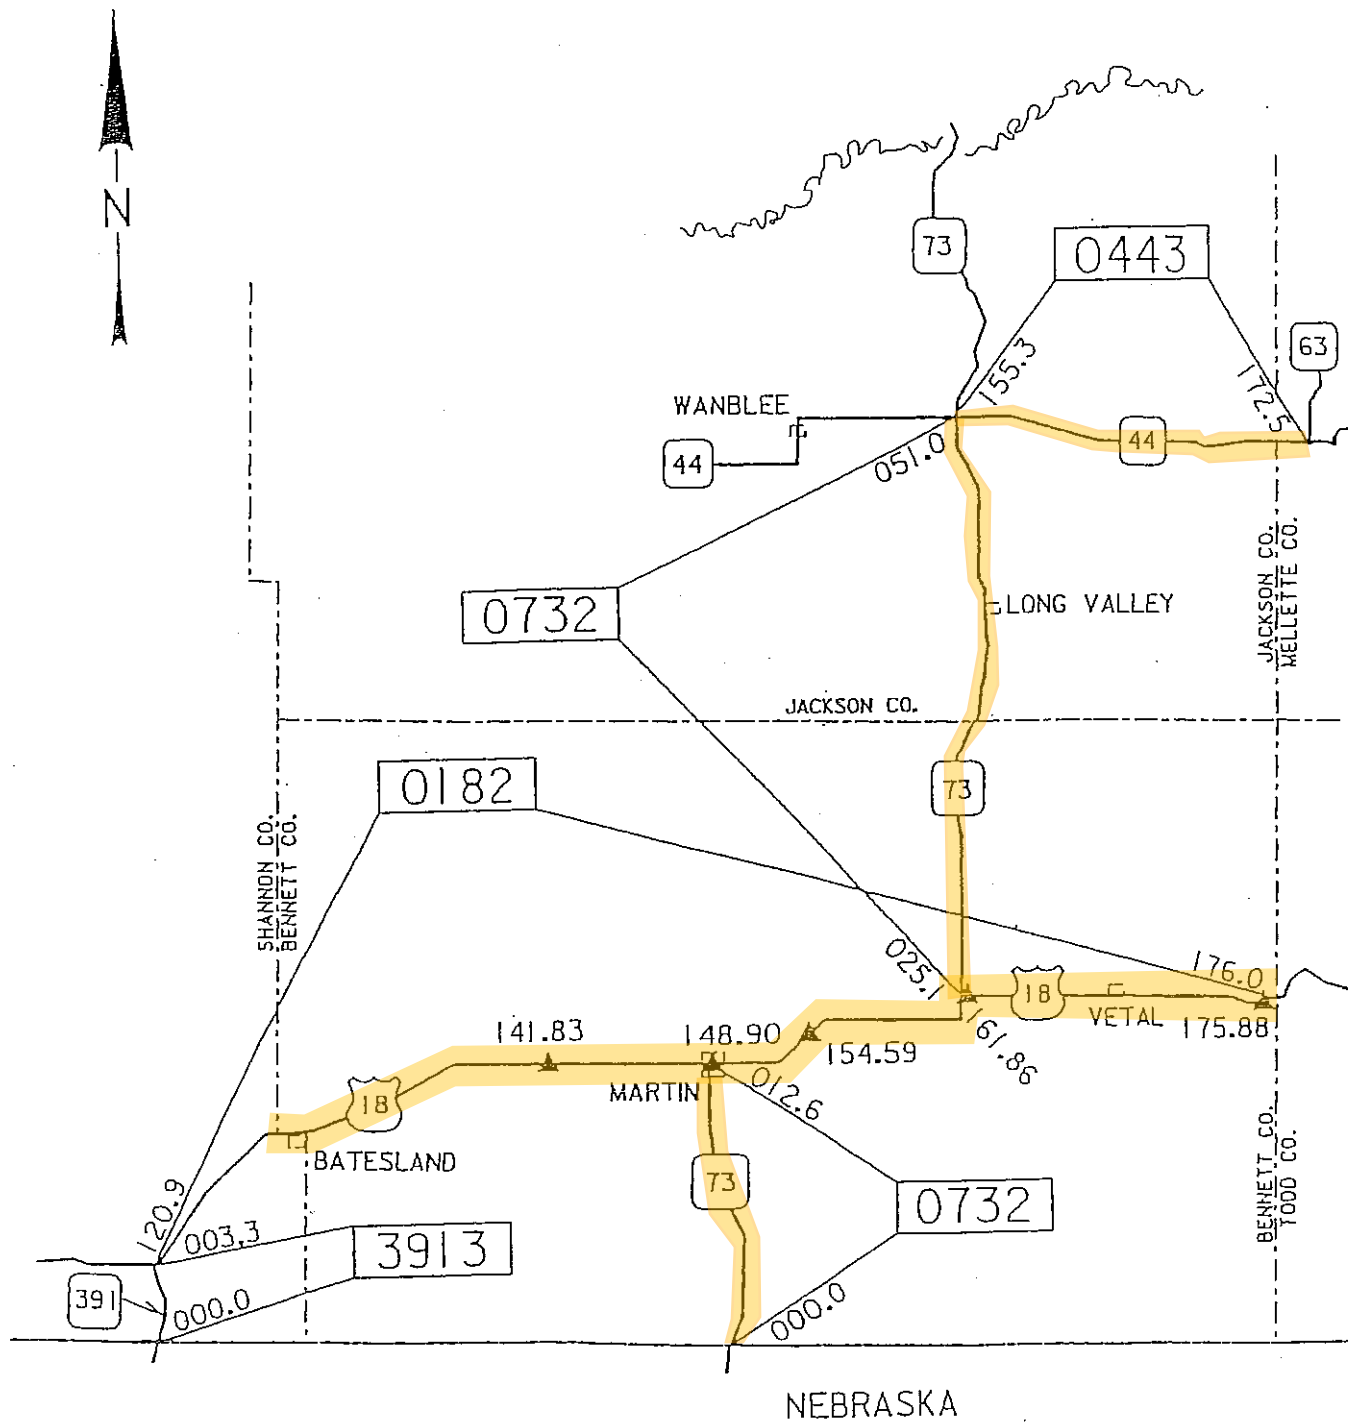 N
73
0443
63
155.3
172.5
WANBLEE
44
44
051.0
JACKSON CO.
MELLETTE CO.
0732
LONG VALLEY
JACKSON CO.
0182
73
SHANNON CO.
BENNETT CO.
025.1
176.0
18
VETAL
175.88
161.86
141.83
148.90
154.59
MARTIN
012.6
18
BATESLAND
73
0732
BENNETT CO.
TODD CO.
120.9
003.3
3913
391
000.0
000.0
NEBRASKA